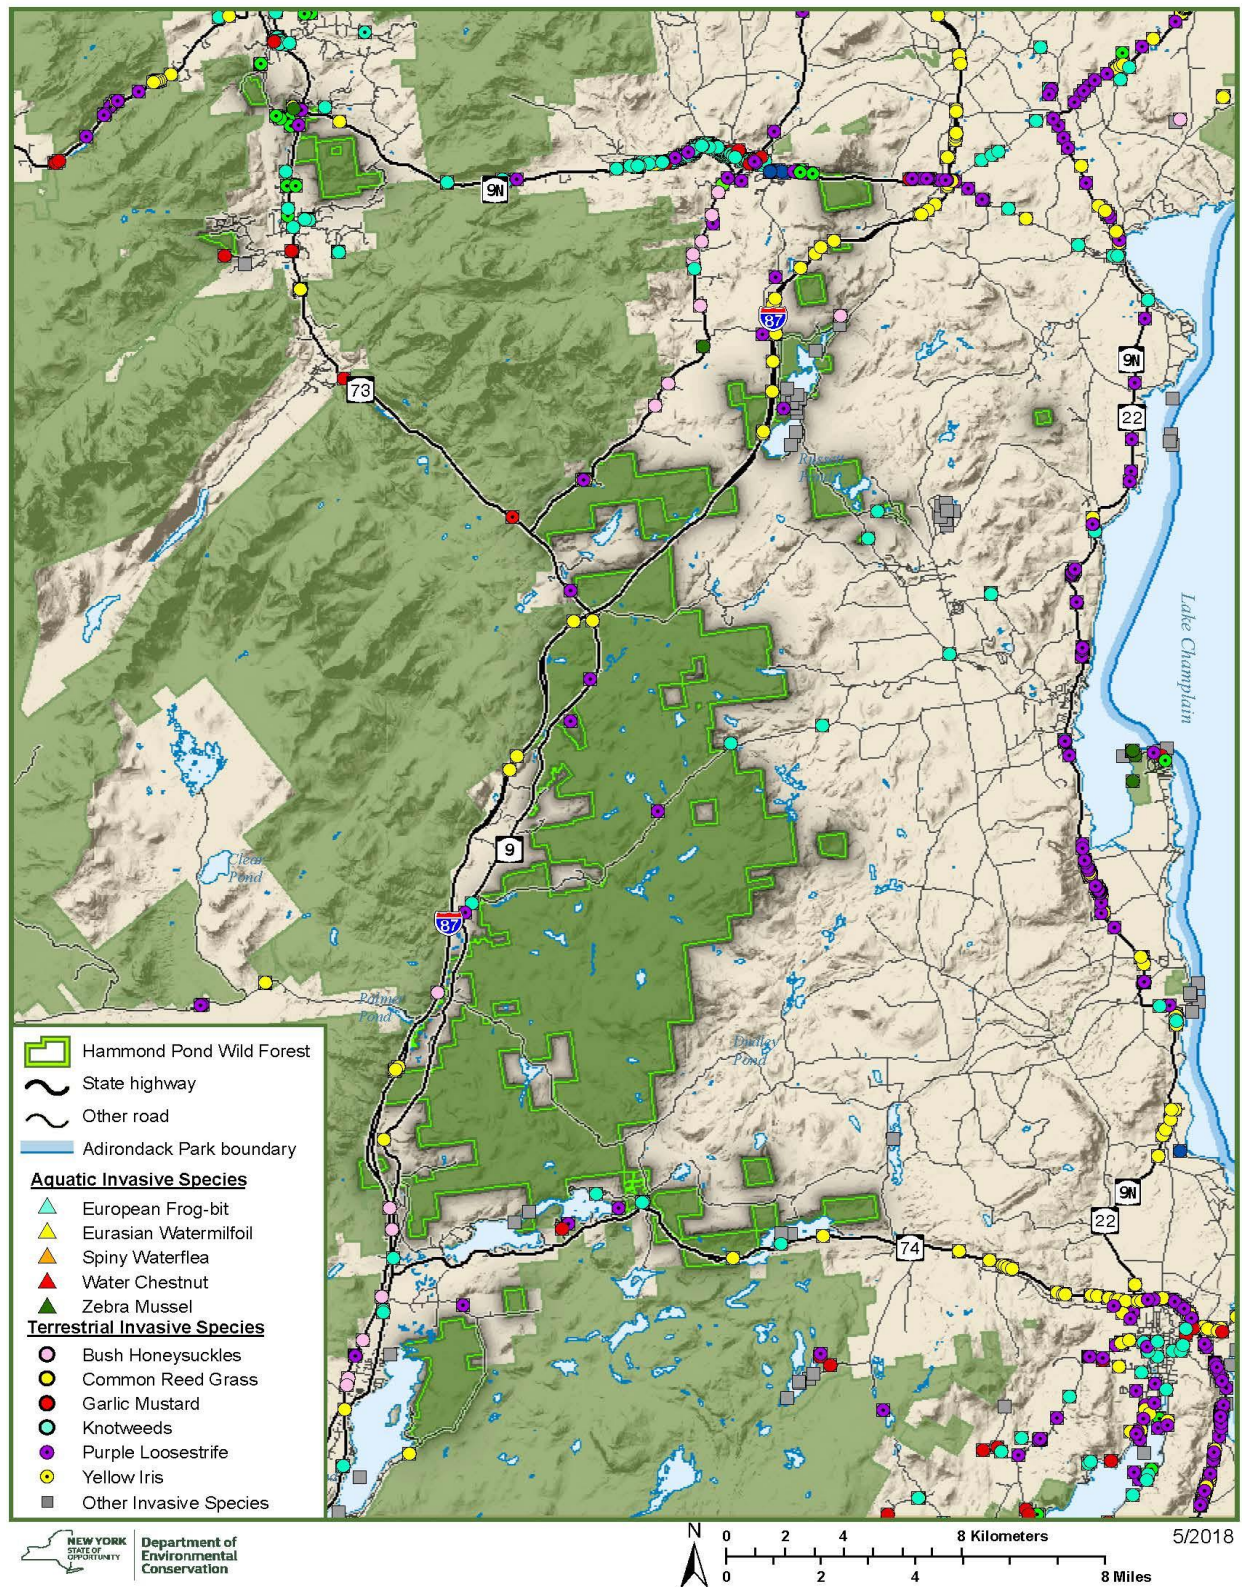 9N
87
73
9N
22
Lake Champlain
9
87
Clear
Pond
Palmer
Pond
Dudley
Pond
9N
22
74
Hammond Pond Wild Forest
State highway
Other road
Adirondack Park boundary
Aquatic Invasive Species
European Frog-bit
Eurasian Watermilfoil
Spiny Waterflea
Water Chestnut
Zebra Mussel
Terrestrial Invasive Species
Bush Honeysuckles
Common Reed Grass
Garlic Mustard
Knotweeds
Purple Loosestrife
Yellow Iris
Other Invasive Species
NEW YORK
STATE OF
OPPORTUNITY
Department of
Environmental
Conservation
N
0 2 4 8 Kilometers
0 2 4 8 Miles
5/2018